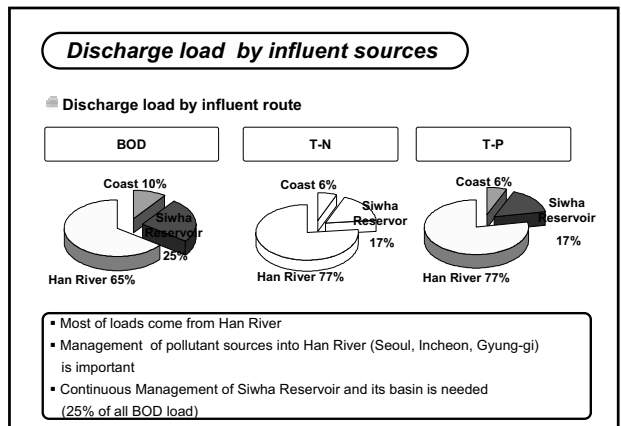 Discharge load by influent sources
Discharge load by influent route
BOD
T-N
T-P
Coast 10%
Siwha
Reservoir
25%
Han River 65%
Coast 6%
Siwha
Reservor
17%
Han River 77%
Coast 6%
Siwha
Reservoir
17%
Han River 77%
▪ Most of loads come from Han River
▪ Management of pollutant sources into Han River (Seoul, Incheon, Gyung-gi)
is important
▪ Continuous Management of Siwha Reservoir and its basin is needed
(25% of all BOD load)